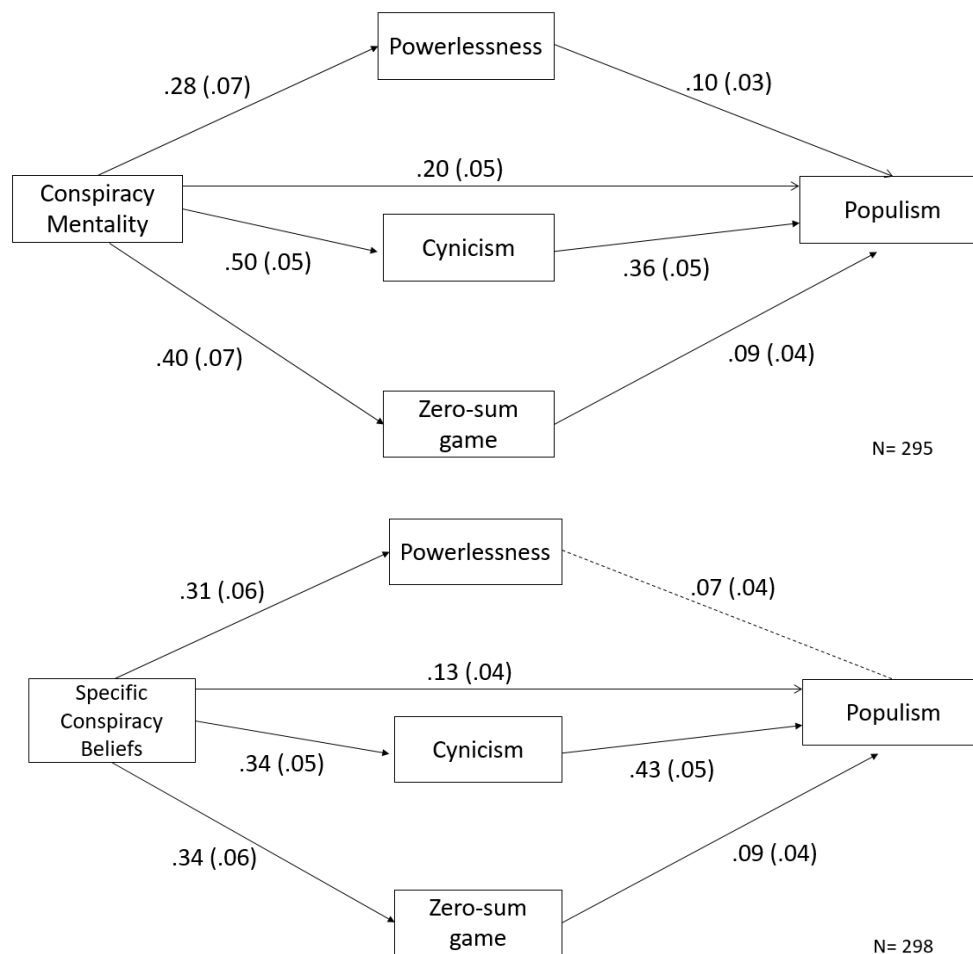 Powerlessness
.28 (.07)
.10 (.03)
.20 (.05)
Conspiracy
Mentality
Populism
Cynicism
.50 (.05)
.36 (.05)
.40 (.07)
.09 (.04)
Zero-sum
game
N= 295
Powerlessness
.31 (.06)
.07 (.04)
.13 (.04)
Specific
Conspiracy
Beliefs
Populism
Cynicism
.34 (.05)
.43 (.05)
.34 (.06)
.09 (.04)
Zero-sum
game
N= 298